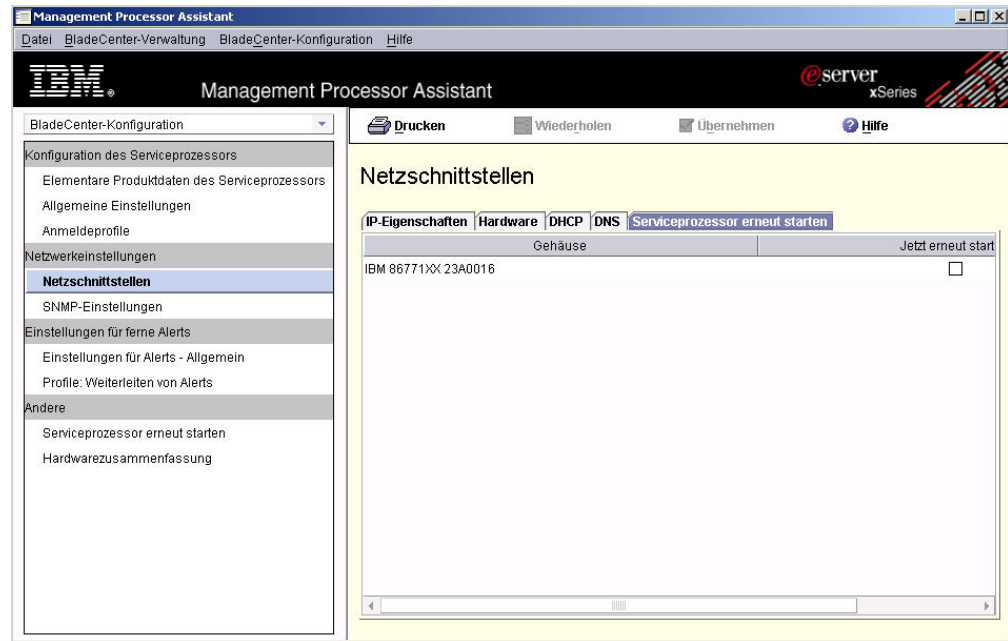 Management Processor Assistant
Datei BladeCenter-Verwaltung BladeCenter-Konfiguration Hilfe
IBM® Management Processor Assistant
eserver
xSeries
BladeCenter-Konfiguration
Drucken Wiederholen Übernehmen Hilfe
Konfiguration des Serviceprozessors
Elementare Produktdaten des Serviceprozessors
Allgemeine Einstellungen
Anmeldeprofile
Netzwerkeinstellungen
Netzschnittstellen
SNMP-Einstellungen
Einstellungen für ferne Alerts
Einstellungen für Alerts - Allgemein
Profile: Weiterleiten von Alerts
Andere
Serviceprozessor erneut starten
Hardwarezusammenfassung
Netzschnittstellen
IP-Eigenschaften Hardware DHCP DNS Serviceprozessor erneut starten
Gehäuse Jetzt erneut start
IBM 86771XX 23A0016